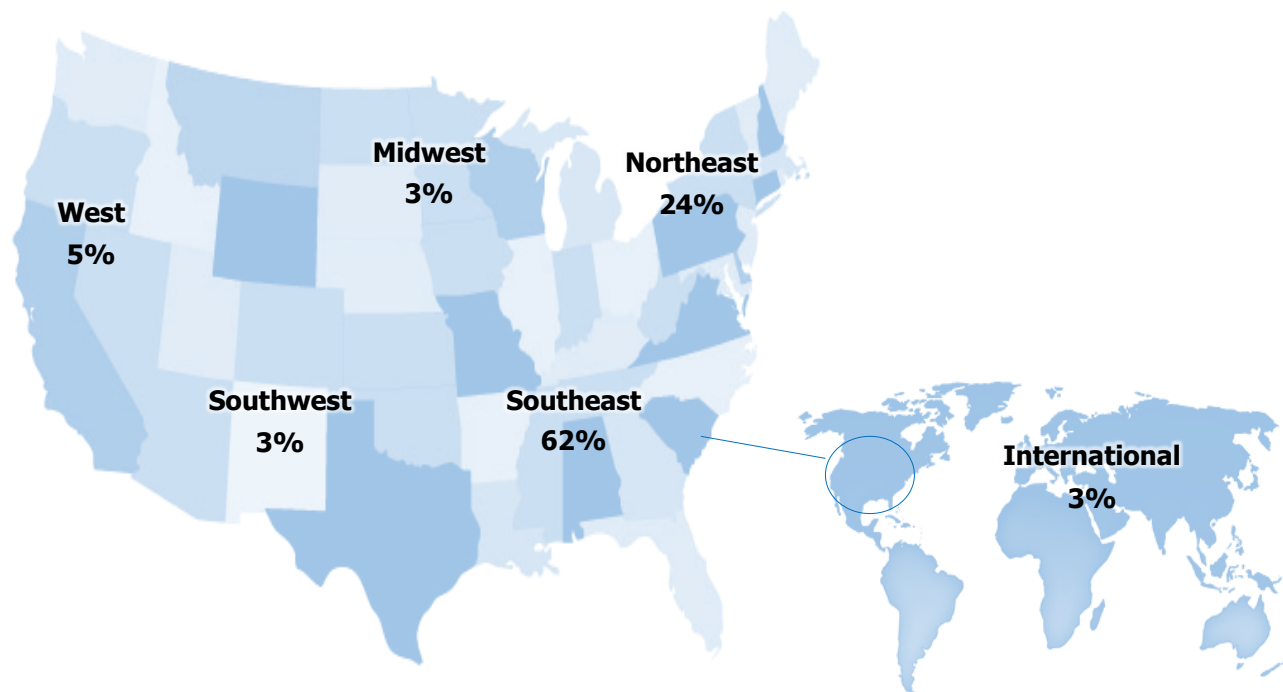 Midwest
3%
Northeast
24%
West
5%
Southwest
3%
Southeast
62%
International
3%